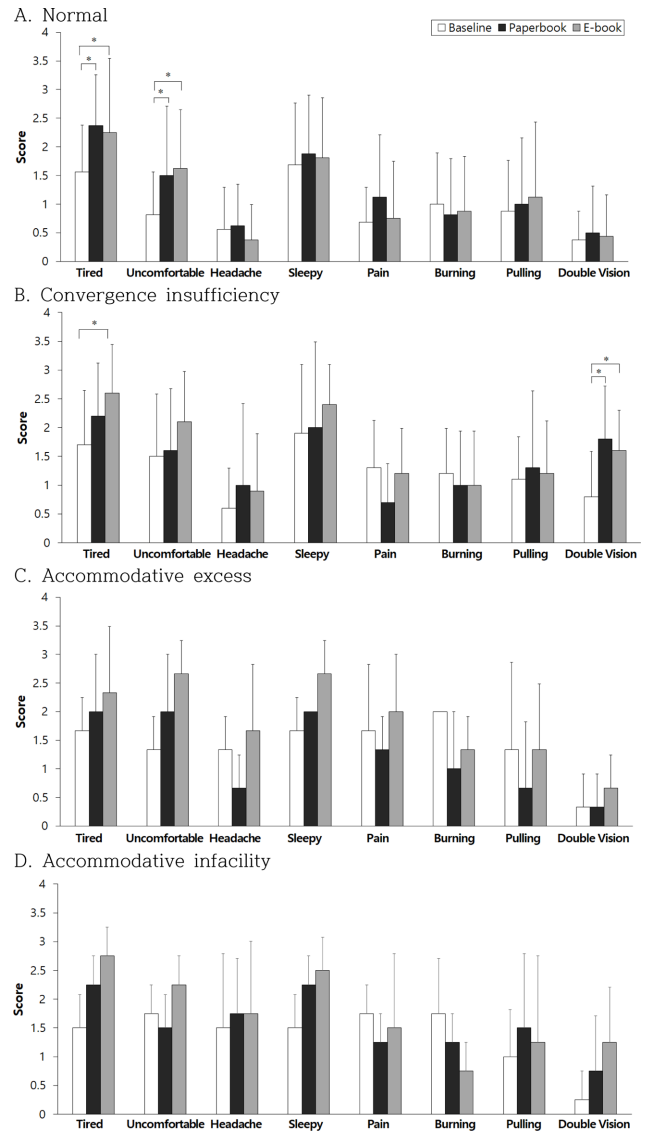 A. Normal
Baseline Paperbook E-book
4
3.5
3
2.5
2
1.5
1
0.5
0
Score
* * * *
Tired Uncomfortable Headache Sleepy Pain Burning Pulling Double Vision
B. Convergence insufficiency
4
3.5
3
2.5
2
1.5
1
0.5
0
Score
* * *
Tired Uncomfortable Headache Sleepy Pain Burning Pulling Double Vision
C. Accommodative excess
4
3.5
3
2.5
2
1.5
1
0.5
0
Score
Tired Uncomfortable Headache Sleepy Pain Burning Pulling Double Vision
D. Accommodative infacility
4
3.5
3
2.5
2
1.5
1
0.5
0
Score
Tired Uncomfortable Headache Sleepy Pain Burning Pulling Double Vision